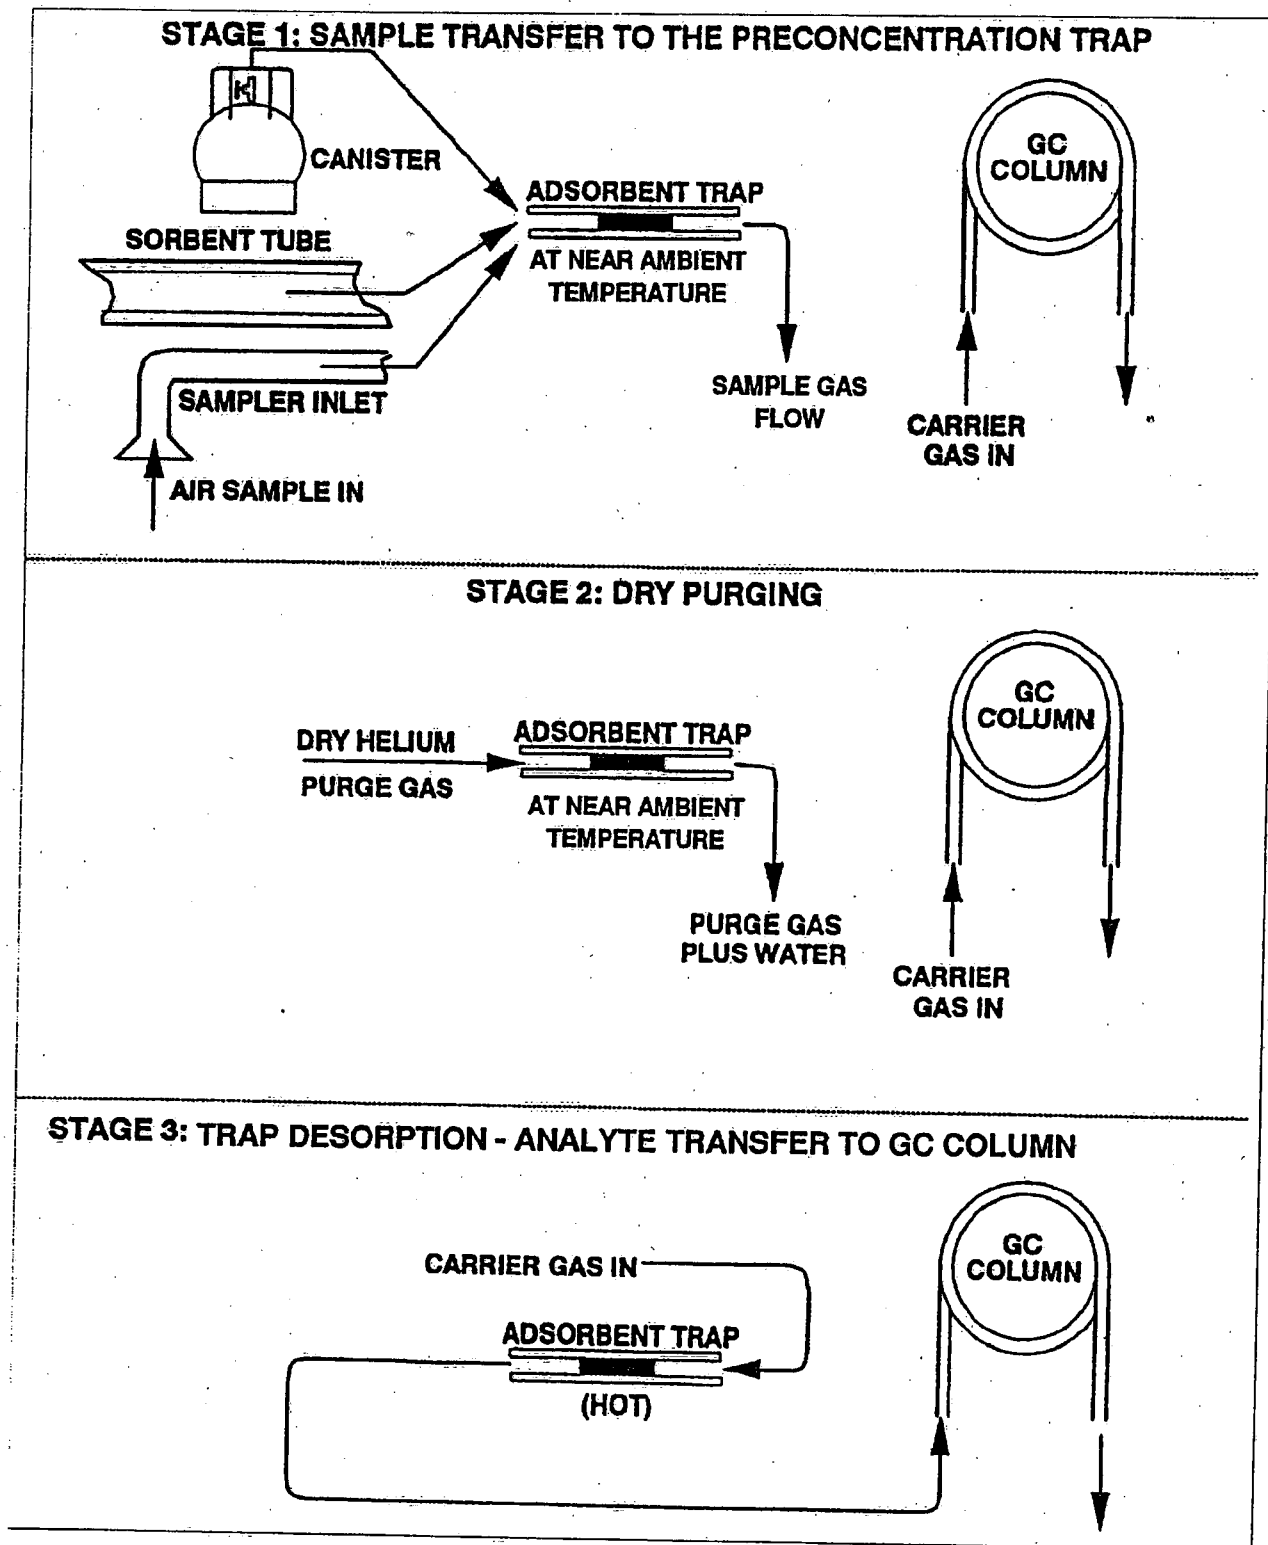 STAGE 1: SAMPLE TRANSFER TO THE PRECONCENTRATION TRAP
CANISTER
SORBENT TUBE
SAMPLER INLET
AIR SAMPLE IN
ADSORBENT TRAP
AT NEAR AMBIENT
TEMPERATURE
SAMPLE GAS
FLOW
GC
COLUMN
CARRIER
GAS IN
STAGE 2: DRY PURGING
DRY HELIUM
PURGE GAS
ADSORBENT TRAP
AT NEAR AMBIENT
TEMPERATURE
PURGE GAS
PLUS WATER
GC
COLUMN
CARRIER
GAS IN
STAGE 3: TRAP DESORPTION - ANALYTE TRANSFER TO GC COLUMN
CARRIER GAS IN
ADSORBENT TRAP
(HOT)
GC
COLUMN